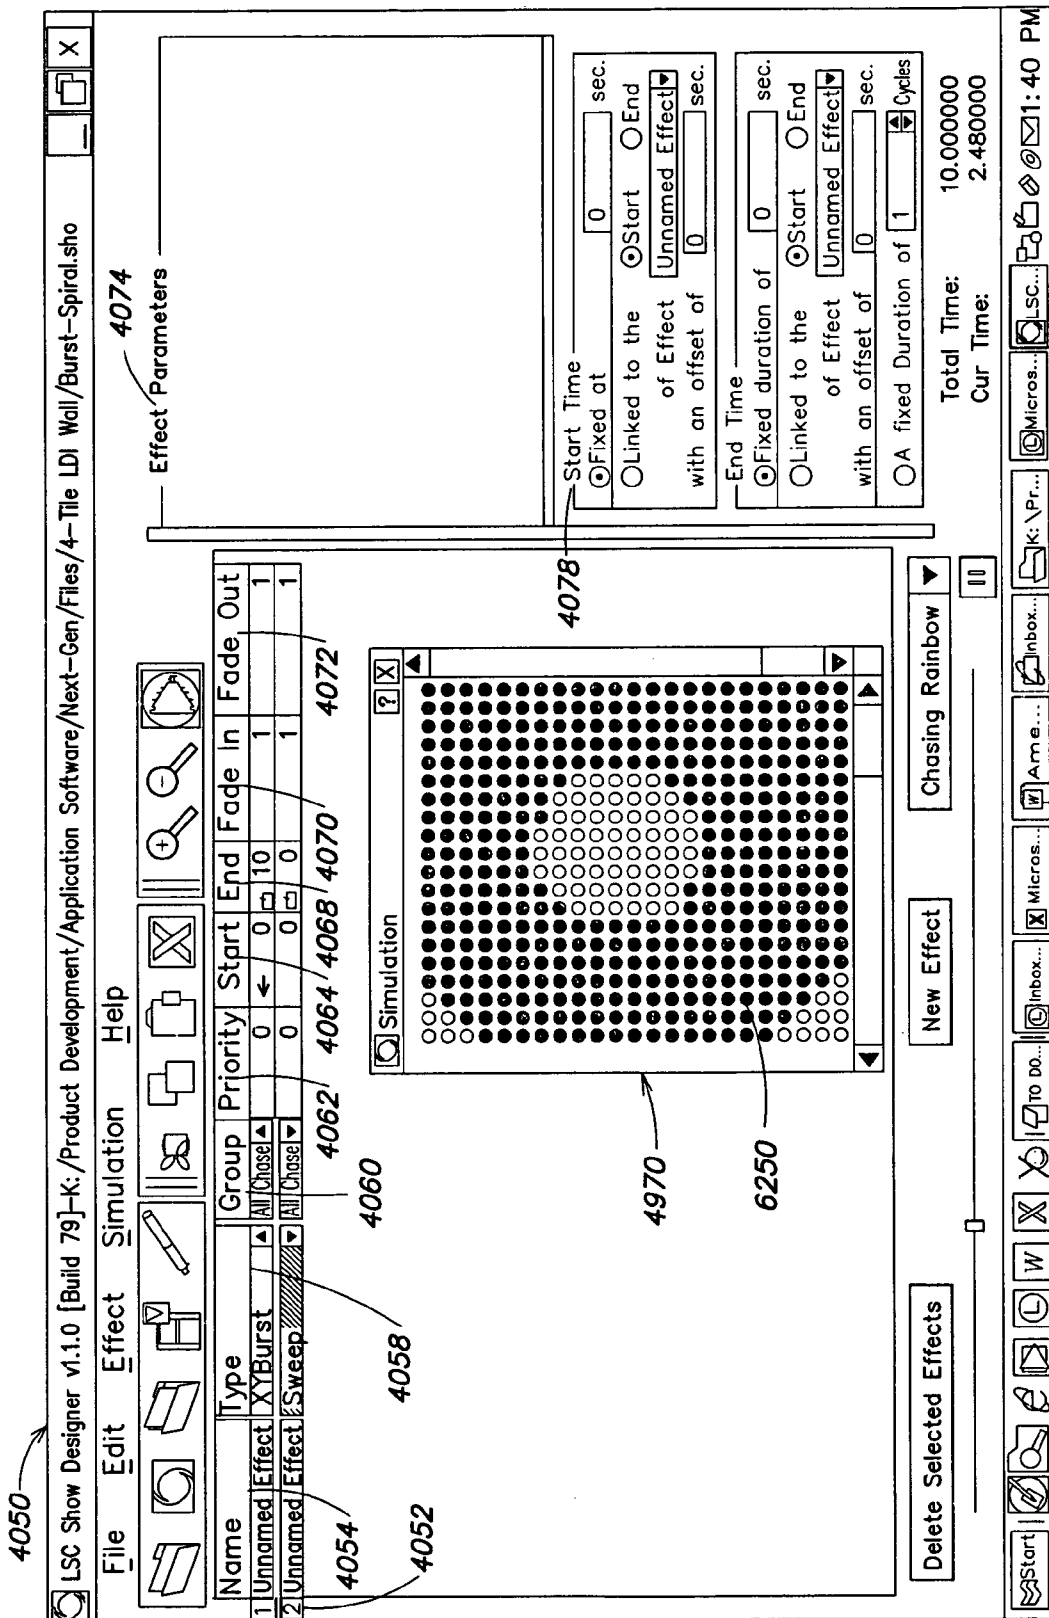 4050
LSC Show Designer v1.1.0 [Build 79]-K:/Product Development/Application Software/Next-Gen/Files/4-Tile LDI Wall/Burst-Spiral.sho
X
File Edit Effect Simulation Help
+ -
Name Type Group Priority Start End Fade In Fade Out
1 Unnamed Effect XYBurst All Chase 0 0 10 1 1
2 Unnamed Effect Sweep All Chase 0 0 0 1 1
4052
4054
4058
4060
4062
4064
4068
4070
4072
Simulation ? X
4970
6250
Effect Parameters
4074
4078
Start Time
Fixed at 0 sec.
Linked to the Start End
of Effect Unnamed Effect
with an offset of 0 sec.
End Time
Fixed duration of 0 sec.
Linked to the Start End
of Effect Unnamed Effect
with an offset of 0 sec.
A fixed Duration of 1 Cycles
Delete Selected Effects New Effect Chasing Rainbow
Total Time: 10.000000
Cur Time: 2.480000
Start e L W X TO DO... Inbox... X Micros... W Ame... Inbox... K:\Pr... Micros... LSC... 1:40 PM